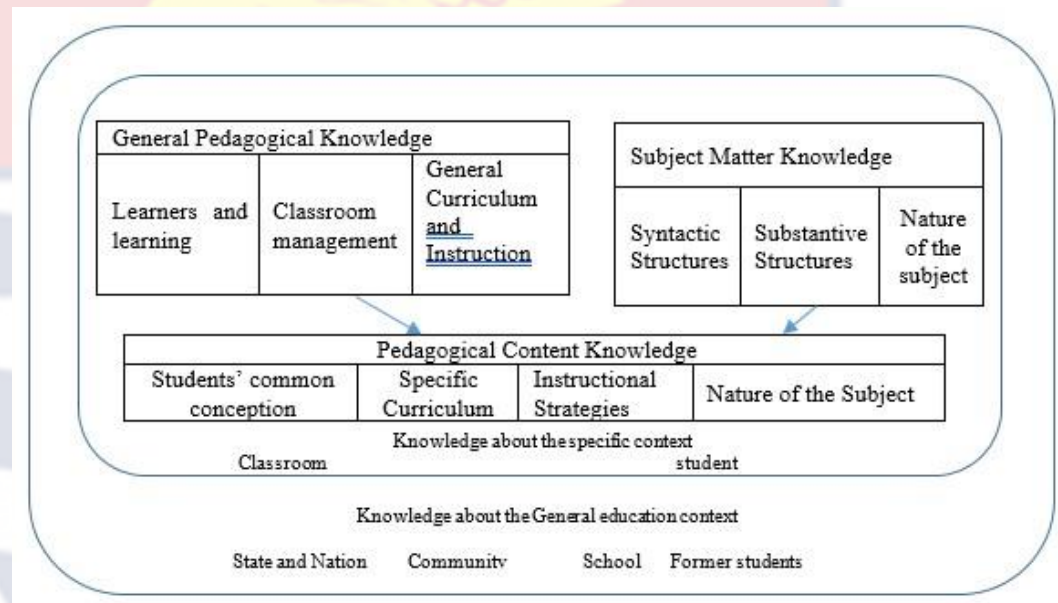 General Pedagogical Knowledge
Learners and
learning
Classroom
management
General
Curriculum
and
Instruction
Subject Matter Knowledge
Syntactic
Structures
Substantive
Structures
Nature
of the
subject
Pedagogical Content Knowledge
Students’ common
conception
Specific
Curriculum
Instructional
Strategies
Nature of the Subject
Knowledge about the specific context
Classroom student
Knowledge about the General education context
State and Nation Community School Former students